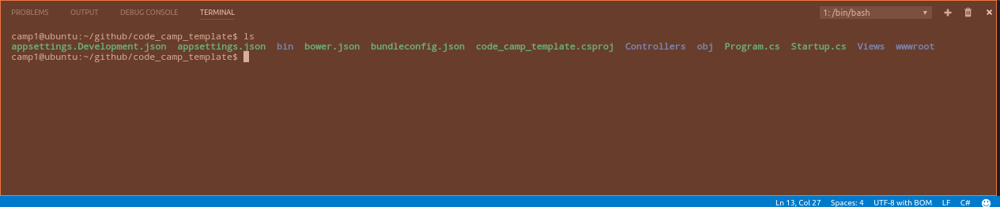 PROBLEMS OUTPUT DEBUG CONSOLE TERMINAL 1: /bin/bash
camp1@ubuntu:~/github/code_camp_template$ ls
appsettings.Development.json appsettings.json bin bower.json bundleconfig.json code_camp_template.csproj Controllers obj Program.cs Startup.cs Views wwwroot
camp1@ubuntu:~/github/code_camp_template$
Ln 13, Col 27 Spaces: 4 UTF-8 with BOM LF C#